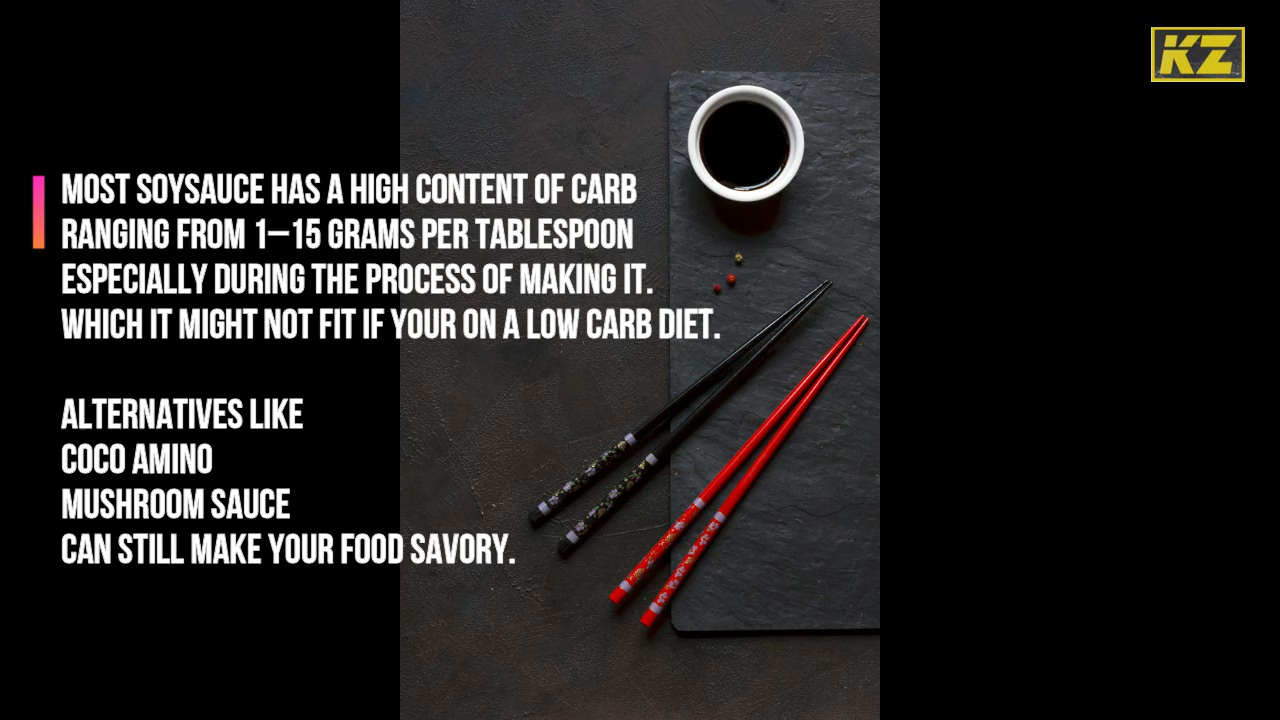 KZ
MOST SOYSAUCE HAS A HIGH CONTENT OF CARB
RANGING FROM 1–15 GRAMS PER TABLESPOON
ESPECIALLY DURING THE PROCESS OF MAKING IT.
WHICH IT MIGHT NOT FIT IF YOUR ON A LOW CARB DIET.
ALTERNATIVES LIKE
COCO AMINO
MUSHROOM SAUCE
CAN STILL MAKE YOUR FOOD SAVORY.